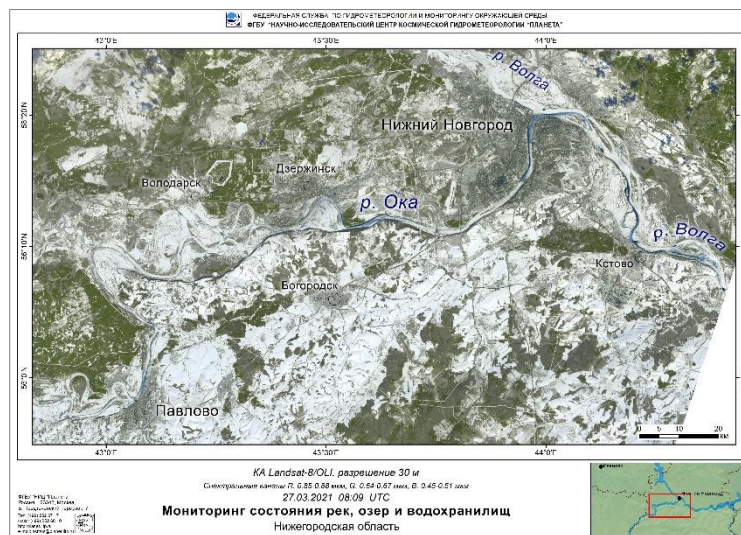 ФЕДЕРАЛЬНАЯ СЛУЖБА ПО ГИДРОМЕТЕОРОЛОГИИ И МОНИТОРИНГУ ОКРУЖАЮЩЕЙ СРЕДЫ
ФГБУ "НАУЧНО-ИССЛЕДОВАТЕЛЬСКИЙ ЦЕНТР КОСМИЧЕСКОЙ ГИДРОМЕТЕОРОЛОГИИ "ПЛАНЕТА"
43°0'E 43°30'E 44°0'E
р. Волга
56°20'N
Нижний Новгород
Дзержинск
Володарск
р. Ока
р. Волга
56°10'N
Кстово
Богородск
56°0'N
Павлово
0 10 20
КМ
43°0'E 43°30'E 44°0'E
КА Landsat-8/OLI, разрешение 30 м
Спектральные каналы
27.03.2021 08:09 UTC
Мониторинг состояния рек, озер и водохранилищ
Нижегородская область